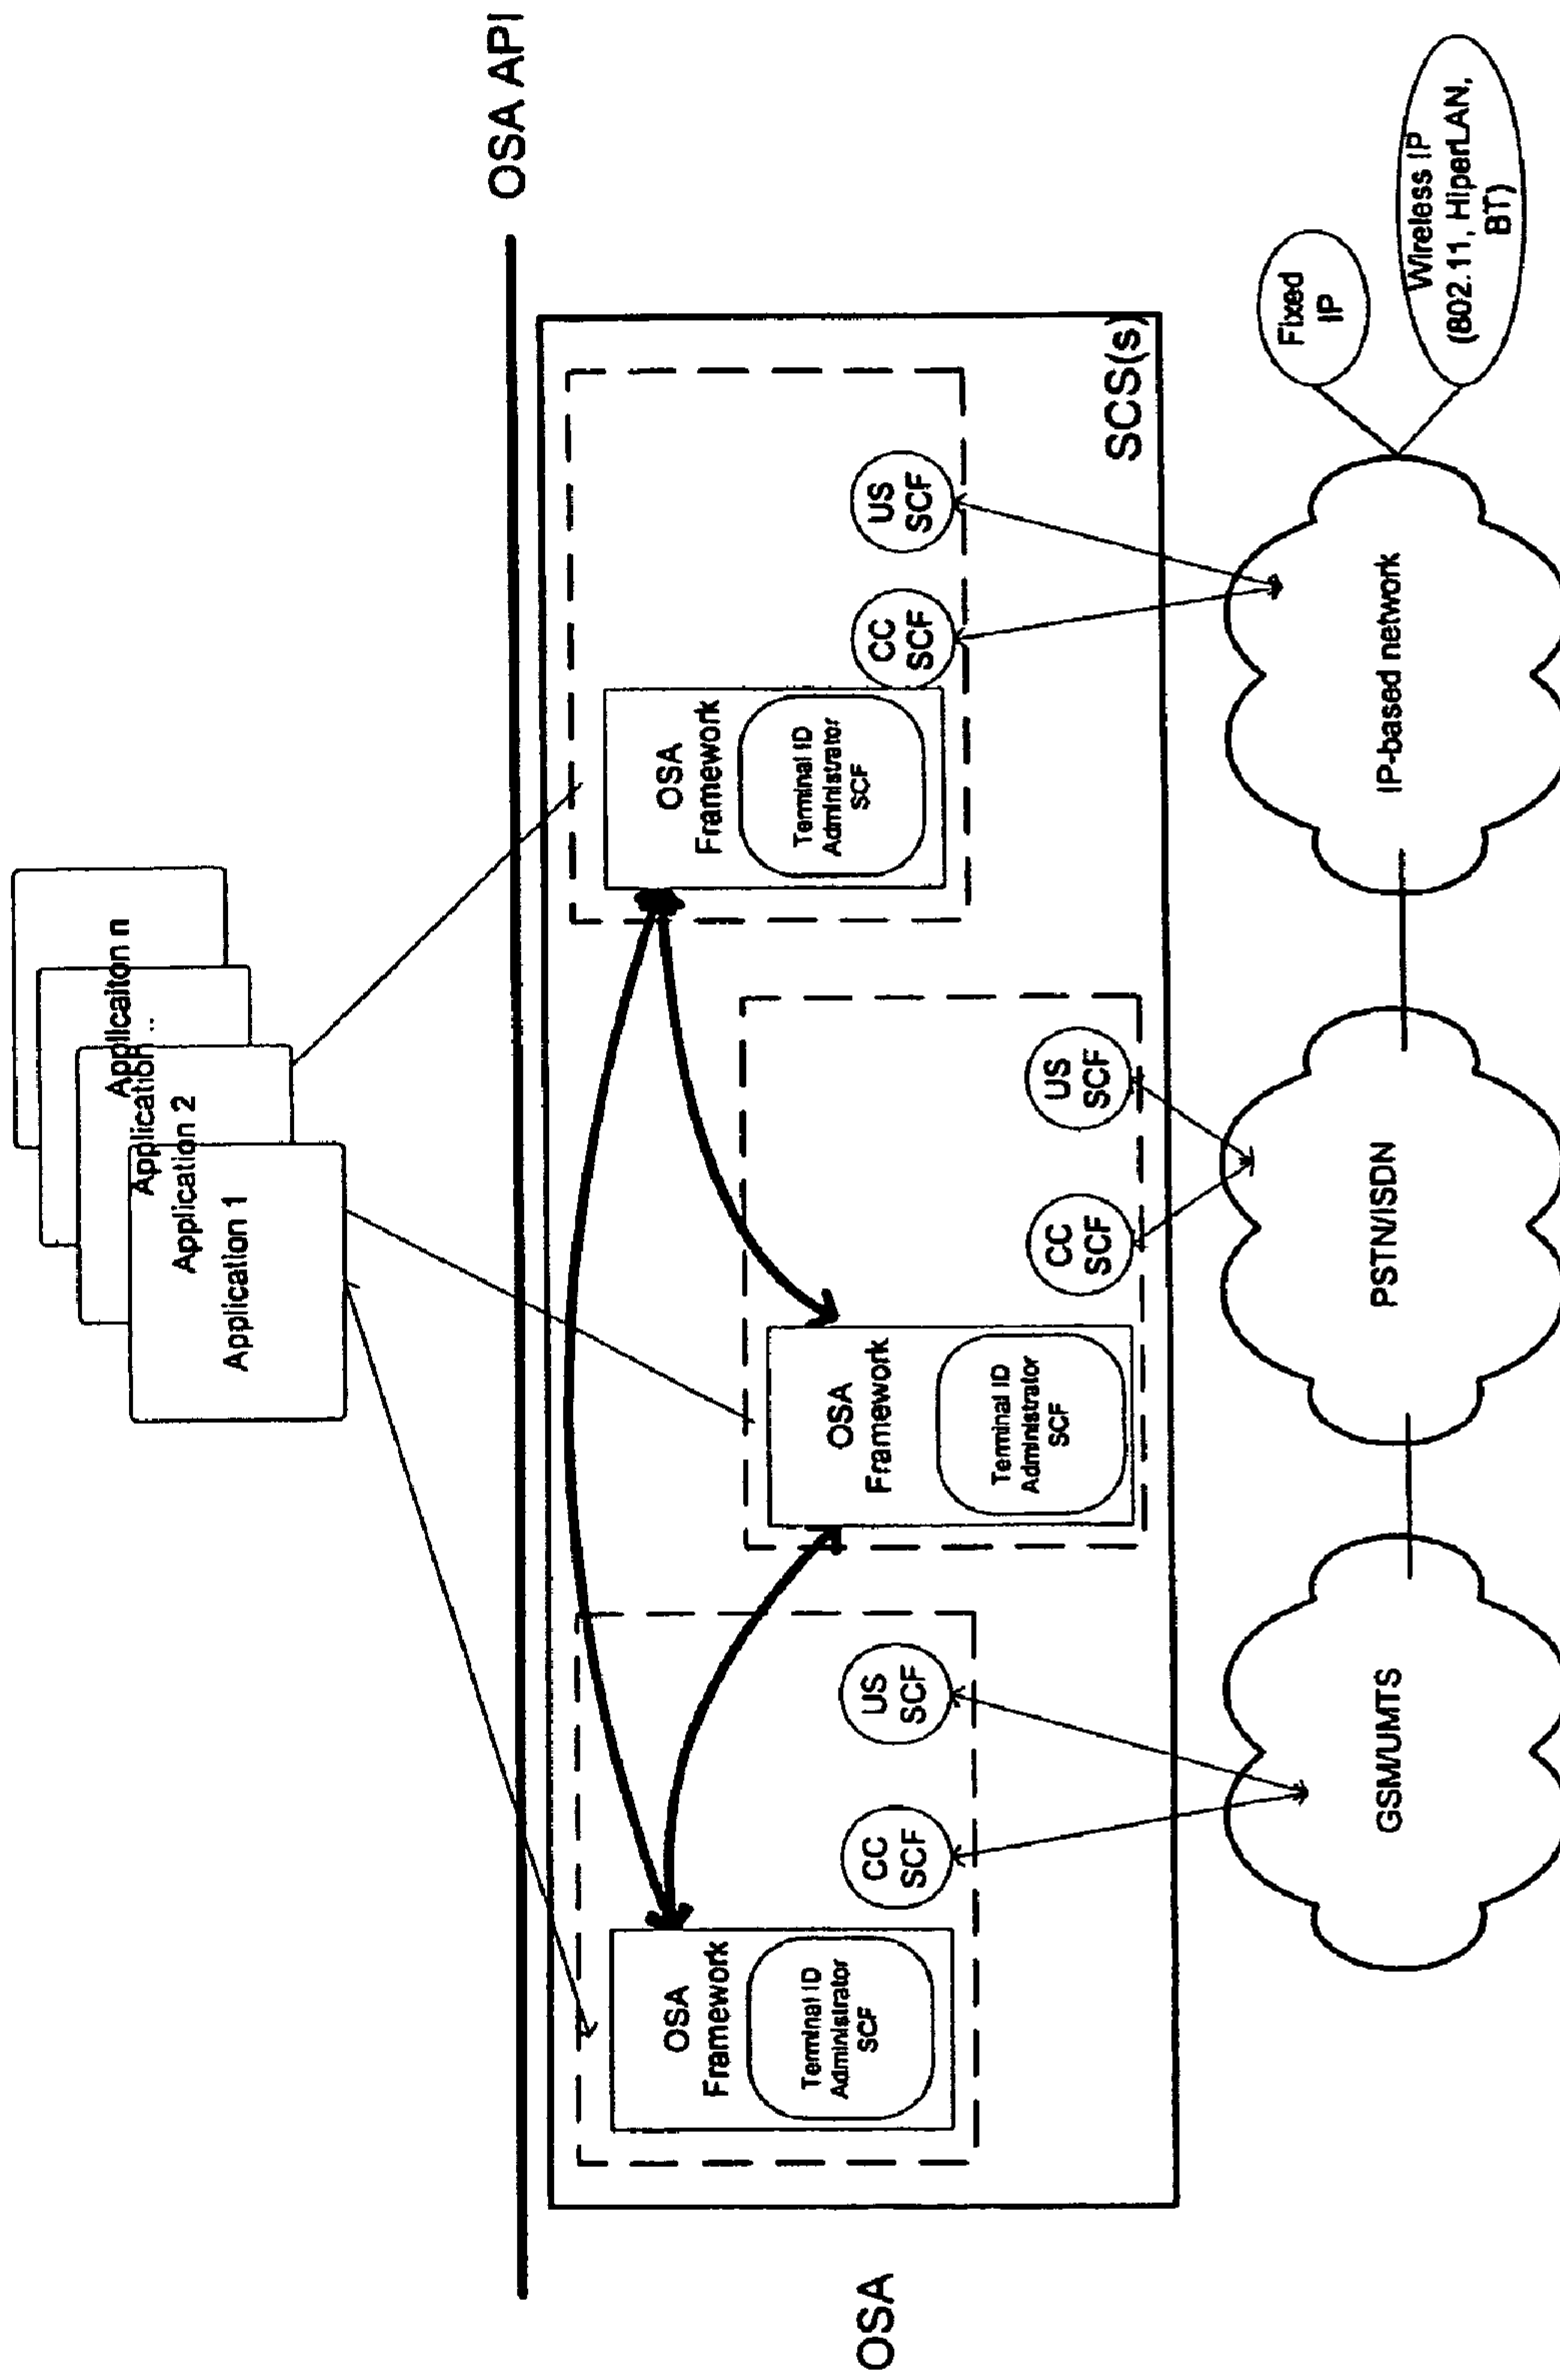 Applicaiton n
Application ..
Application 2
Application 1
OSA API
OSA
OSA
Framework
Terminal ID
Administrator
SCF
CC
SCF
US
SCF
OSA
Framework
Terminal ID
Administrator
SCF
CC
SCF
US
SCF
OSA
Framework
Terminal ID
Administrator
SCF
CC
SCF
US
SCF
SCS(s)
GSM/UMTS
PSTN/ISDN
IP-based network
Fixed
IP
Wireless IP
(802.11, HiperLAN,
BT)